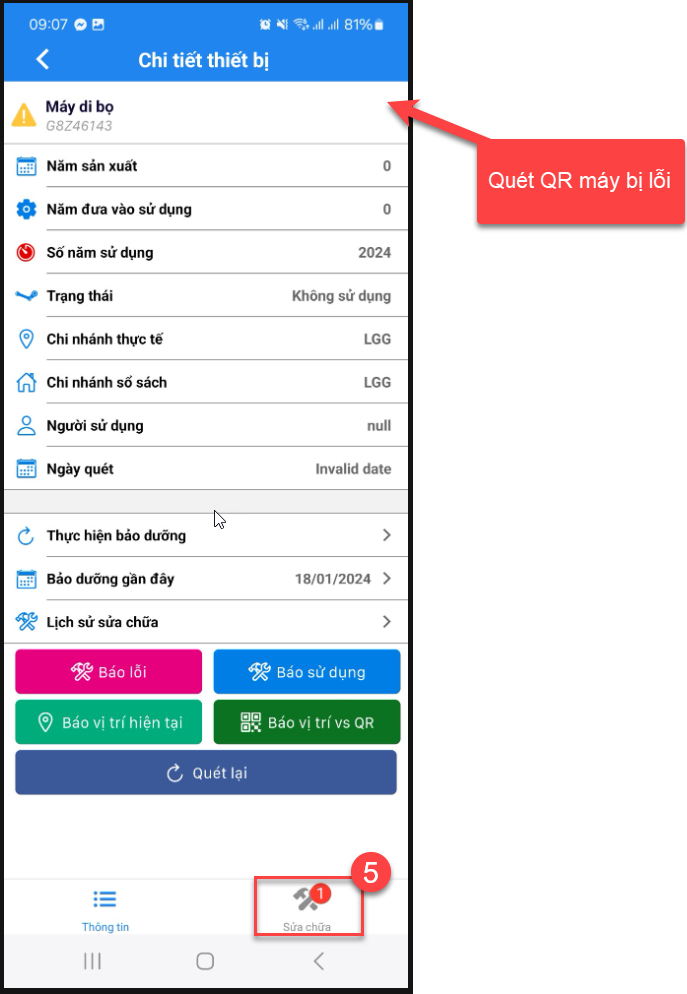 09:07 81%
Chi tiết thiết bị
Máy di bọ
G8Z46143
Quét QR máy bị lỗi
Năm sản xuất 0
Năm đưa vào sử dụng 0
Số năm sử dụng 2024
Trạng thái Không sử dụng
Chi nhánh thực tế LGG
Chi nhánh sổ sách LGG
Người sử dụng null
Ngày quét Invalid date
Thực hiện bảo dưỡng
Bảo dưỡng gần đây 18/01/2024
Lịch sử sửa chữa
Báo lỗi Báo sử dụng
Báo vị trí hiện tại Báo vị trí vs QR
Quét lại
5
1
Thông tin Sửa chữa